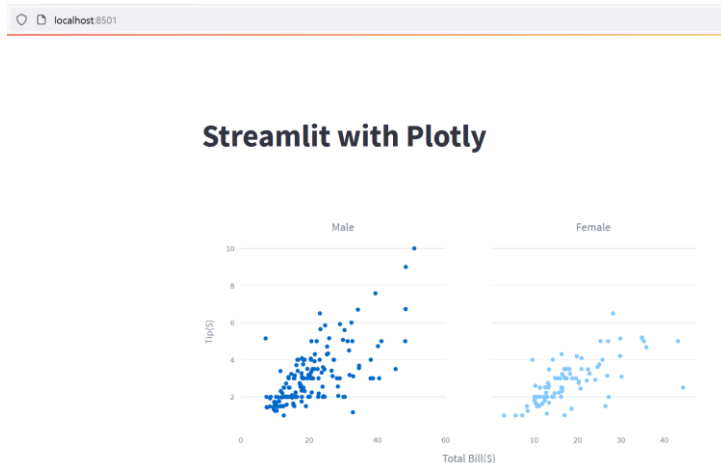 localhost:8501
Streamlit with Plotly
Male Female
10
8
6
4
2
Tip($)
0 20 40 60 10 20 30 40
Total Bill($)